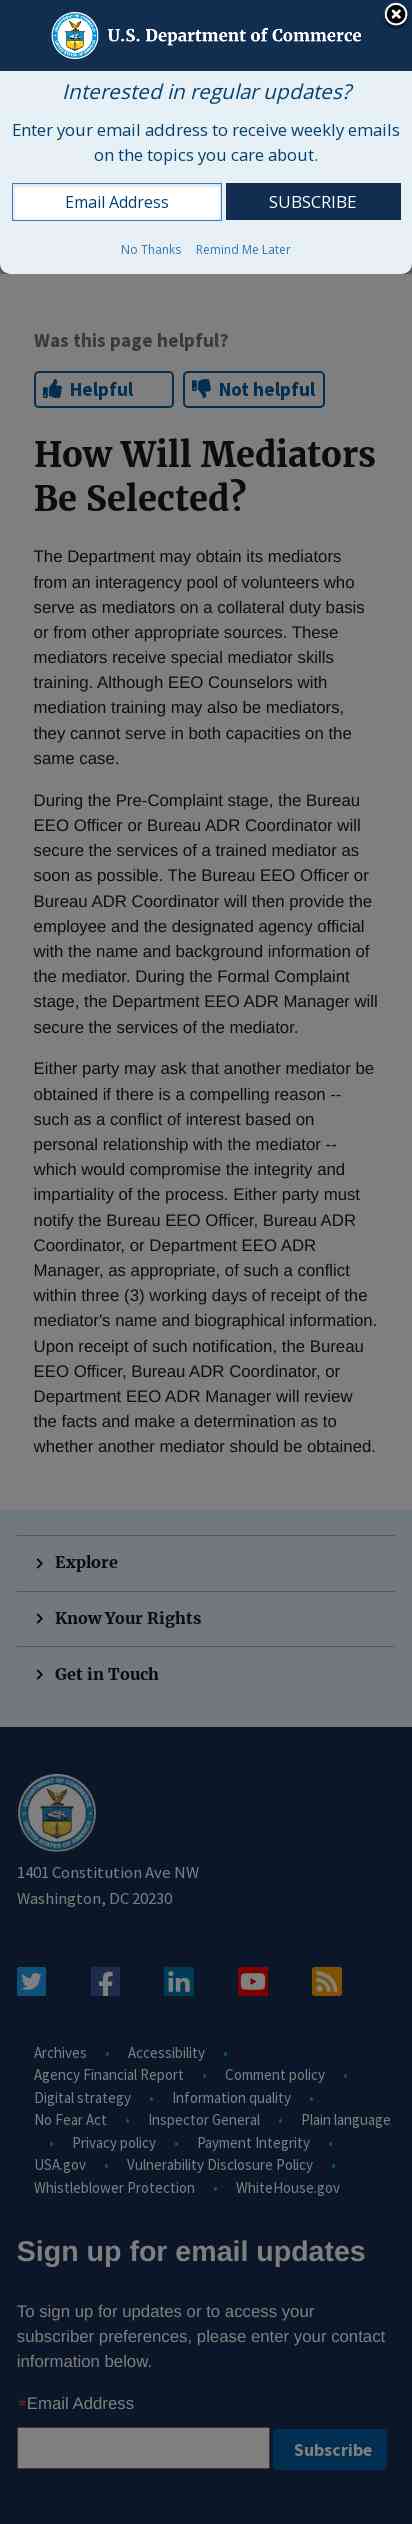 U.S. Department of Commerce
Interested in regular updates?
Enter your email address to receive weekly emails
on the topics you care about.
Email Address SUBSCRIBE
No Thanks Remind Me Later
Was this page helpful?
Helpful Not helpful
How Will Mediators
Be Selected?
The Department may obtain its mediators
from an interagency pool of volunteers who
serve as mediators on a collateral duty basis
or from other appropriate sources. These
mediators receive special mediator skills
training. Although EEO Counselors with
mediation training may also be mediators,
they cannot serve in both capacities on the
same case.
During the Pre-Complaint stage, the Bureau
EEO Officer or Bureau ADR Coordinator will
secure the services of a trained mediator as
soon as possible. The Bureau EEO Officer or
Bureau ADR Coordinator will then provide the
employee and the designated agency official
with the name and background information of
the mediator. During the Formal Complaint
stage, the Department EEO ADR Manager will
secure the services of the mediator.
Either party may ask that another mediator be
obtained if there is a compelling reason --
such as a conflict of interest based on
personal relationship with the mediator --
which would compromise the integrity and
impartiality of the process. Either party must
notify the Bureau EEO Officer, Bureau ADR
Coordinator, or Department EEO ADR
Manager, as appropriate, of such a conflict
within three (3) working days of receipt of the
mediator's name and biographical information.
Upon receipt of such notification, the Bureau
EEO Officer, Bureau ADR Coordinator, or
Department EEO ADR Manager will review
the facts and make a determination as to
whether another mediator should be obtained.
Explore
Know Your Rights
Get in Touch
1401 Constitution Ave NW
Washington, DC 20230
Archives • Accessibility •
Agency Financial Report • Comment policy •
Digital strategy • Information quality •
No Fear Act • Inspector General • Plain language
• Privacy policy • Payment Integrity •
USA.gov • Vulnerability Disclosure Policy •
Whistleblower Protection • WhiteHouse.gov
Sign up for email updates
To sign up for updates or to access your
subscriber preferences, please enter your contact
information below.
*Email Address
Subscribe